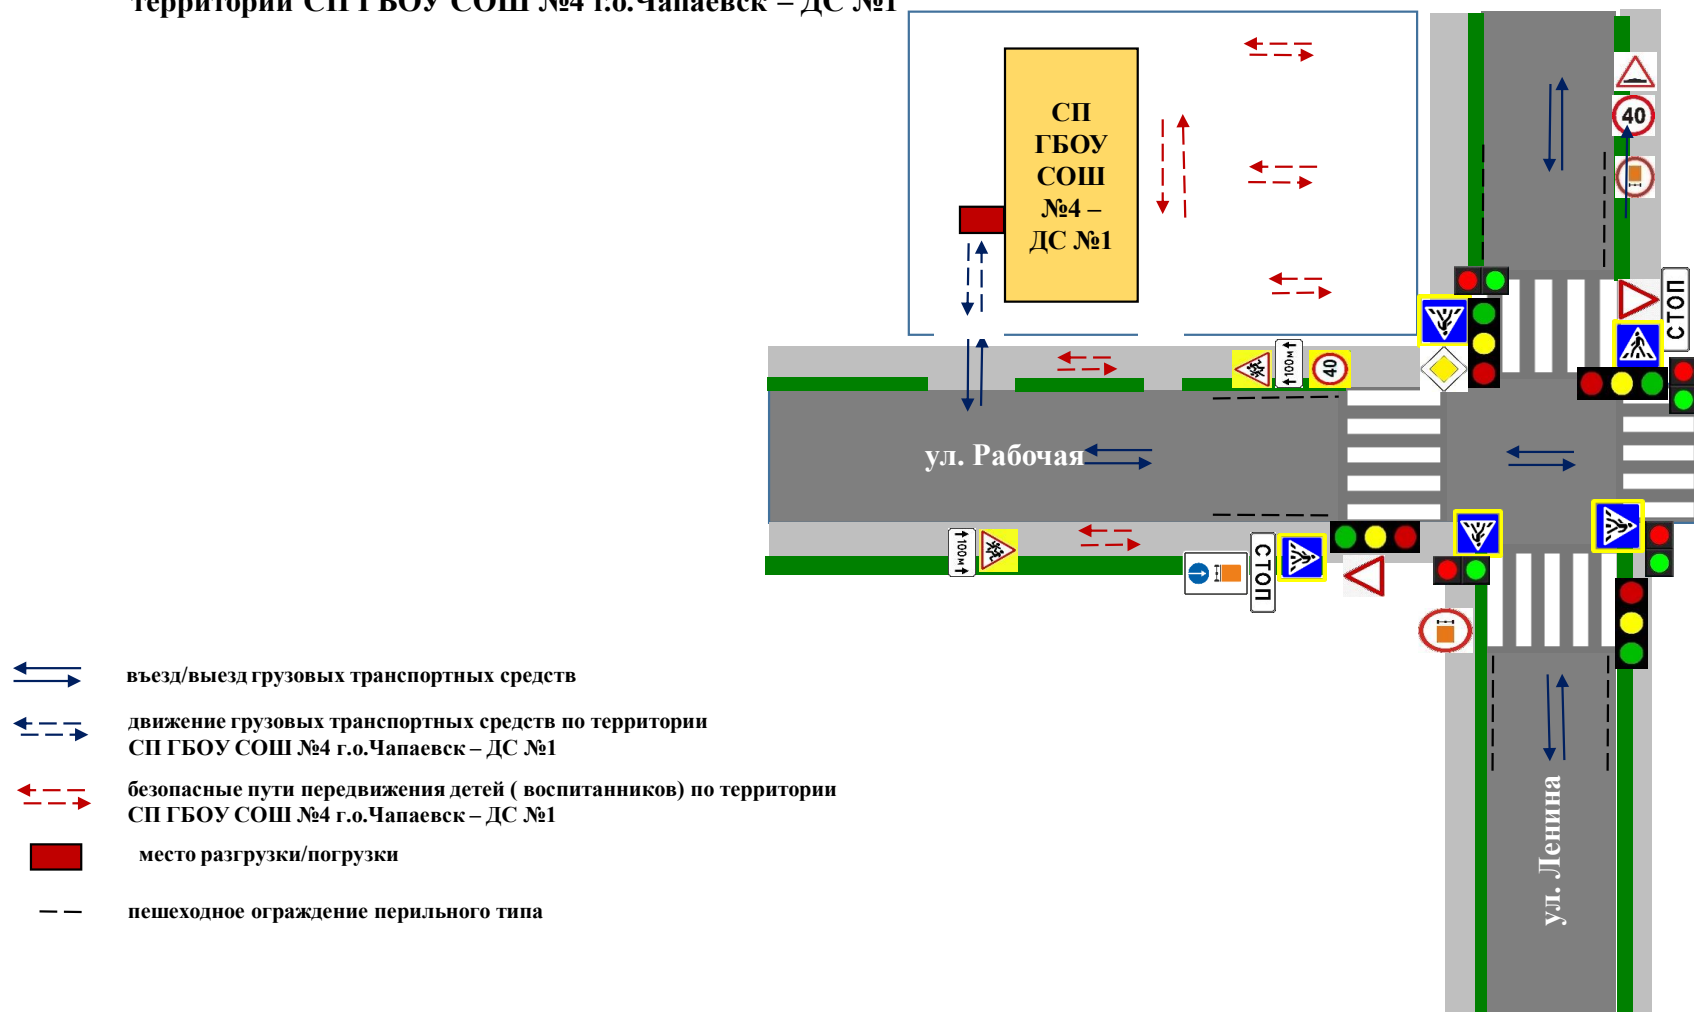 территории СП ГБОУ СОШ №4 г.о.Чапаевск – ДС №1
СП
ГБОУ
СОШ
№4 –
ДС №1
40
СТОП
100м
40
ул. Рабочая
100м
СТОП
ул. Ленина
въезд/выезд грузовых транспортных средств
движение грузовых транспортных средств по территории
СП ГБОУ СОШ №4 г.о.Чапаевск – ДС №1
безопасные пути передвижения детей ( воспитанников) по территории
СП ГБОУ СОШ №4 г.о.Чапаевск – ДС №1
место разгрузки/погрузки
пешеходное ограждение перильного типа